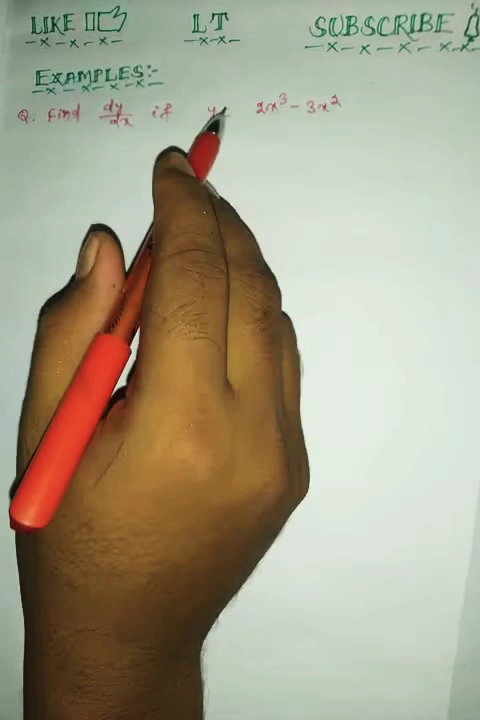 LIKE LT SUBSCRIBE
EXAMPLES:-
Q. Find dy/dx if y 2x³ - 3x²